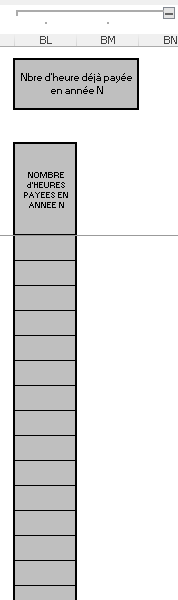 BL BM BN
Nbre d'heure déjà payée
en année N
NOMBRE
d'HEURES
PAYEES EN
ANNEE N